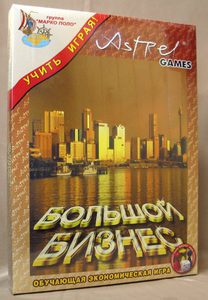 группа
"МАРКО ПОЛО"
УЧИТЬ ИГРАЯ!
Astrel
GAMES
БОЛЬШОЙ
БИЗНЕС
ОБУЧАЮЩАЯ ЭКОНОМИЧЕСКАЯ ИГРА